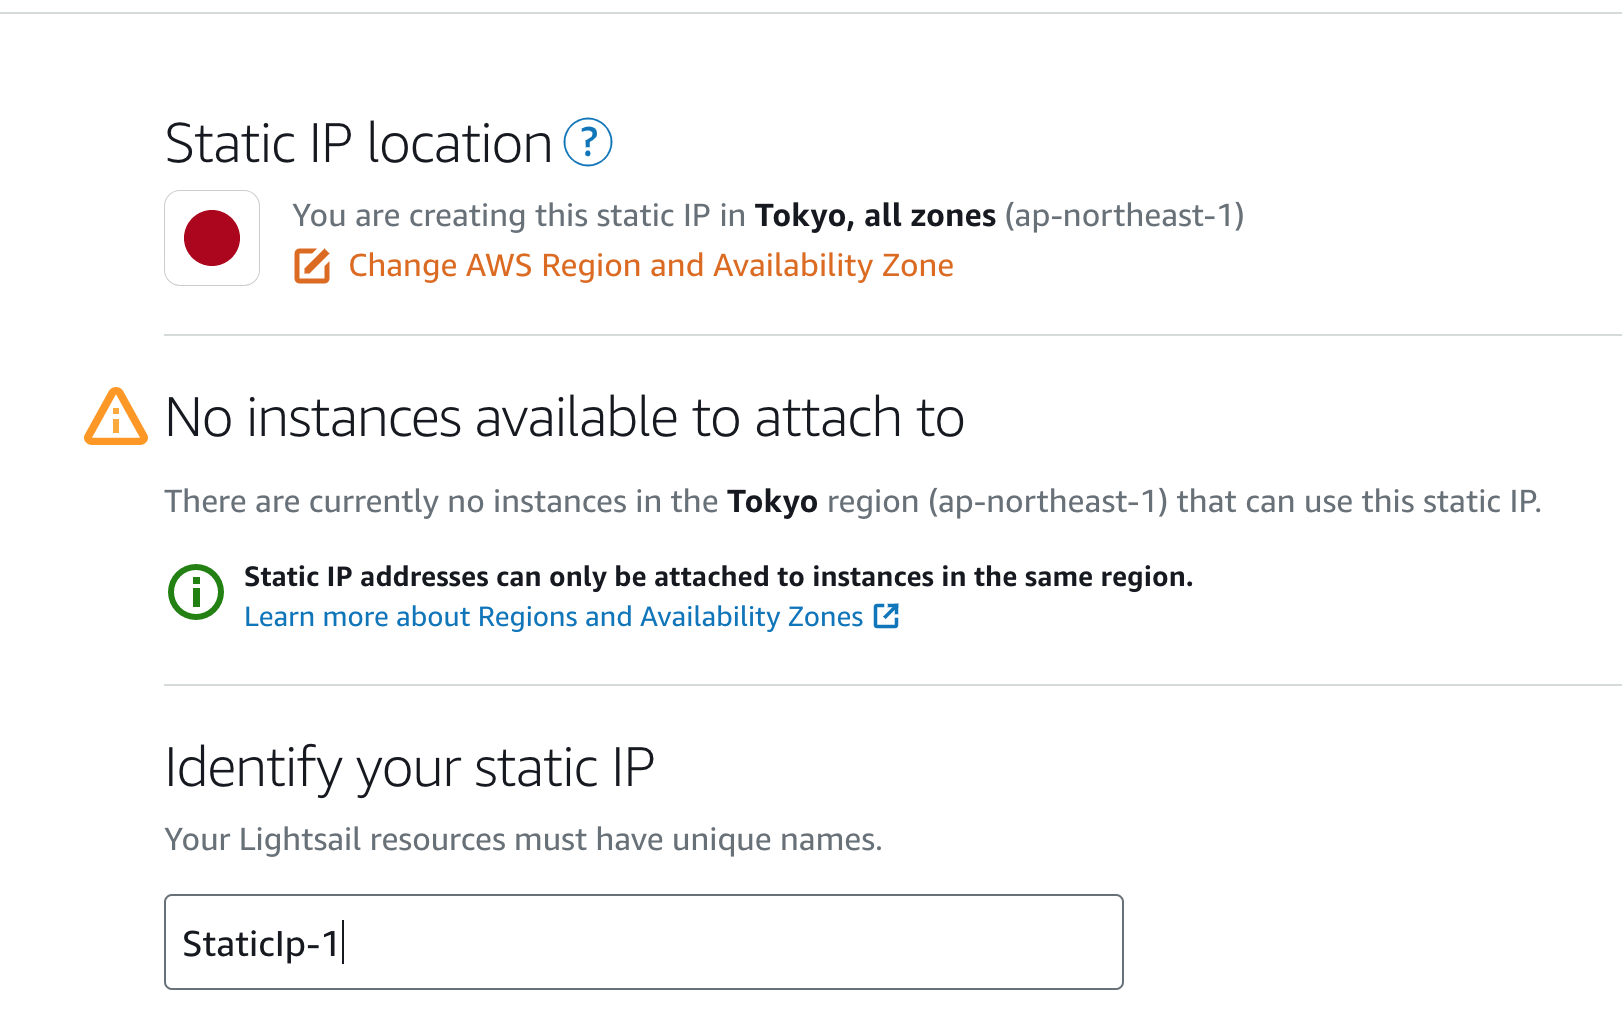 Static IP location ?
You are creating this static IP in Tokyo, all zones (ap-northeast-1)
Change AWS Region and Availability Zone
No instances available to attach to
There are currently no instances in the Tokyo region (ap-northeast-1) that can use this static IP.
Static IP addresses can only be attached to instances in the same region.
Learn more about Regions and Availability Zones
Identify your static IP
Your Lightsail resources must have unique names.
StaticIp-1